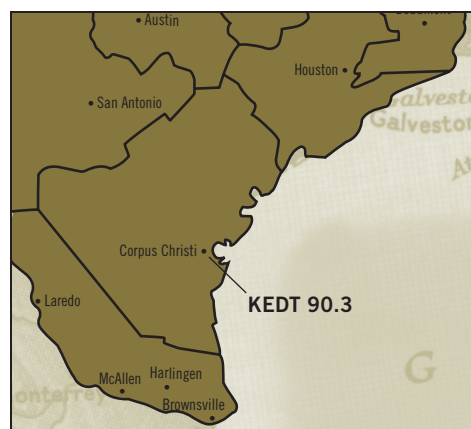 Austin
Houston
San Antonio
Galveston
Galveston
Corpus Christi
KEDT 90.3
Laredo
G
McAllen
Harlingen
Brownsville